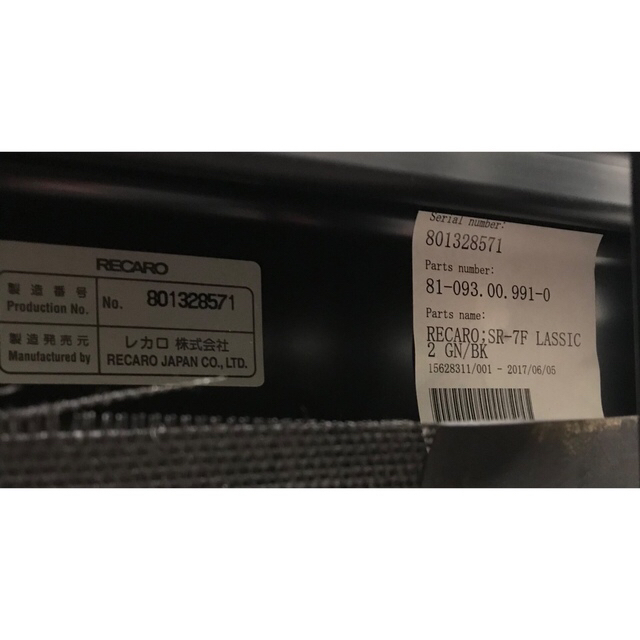 RECARO
製造番号
Production No.
No. 801328571
製造発売元
Manufactured by
レカロ 株式会社
RECARO JAPAN CO., LTD.
Serial number:
801328571
Parts number:
81-093.00.991-0
Parts name:
RECARO;SR-7F LASSIC
2 GN/BK
15628311/001 - 2017/06/05